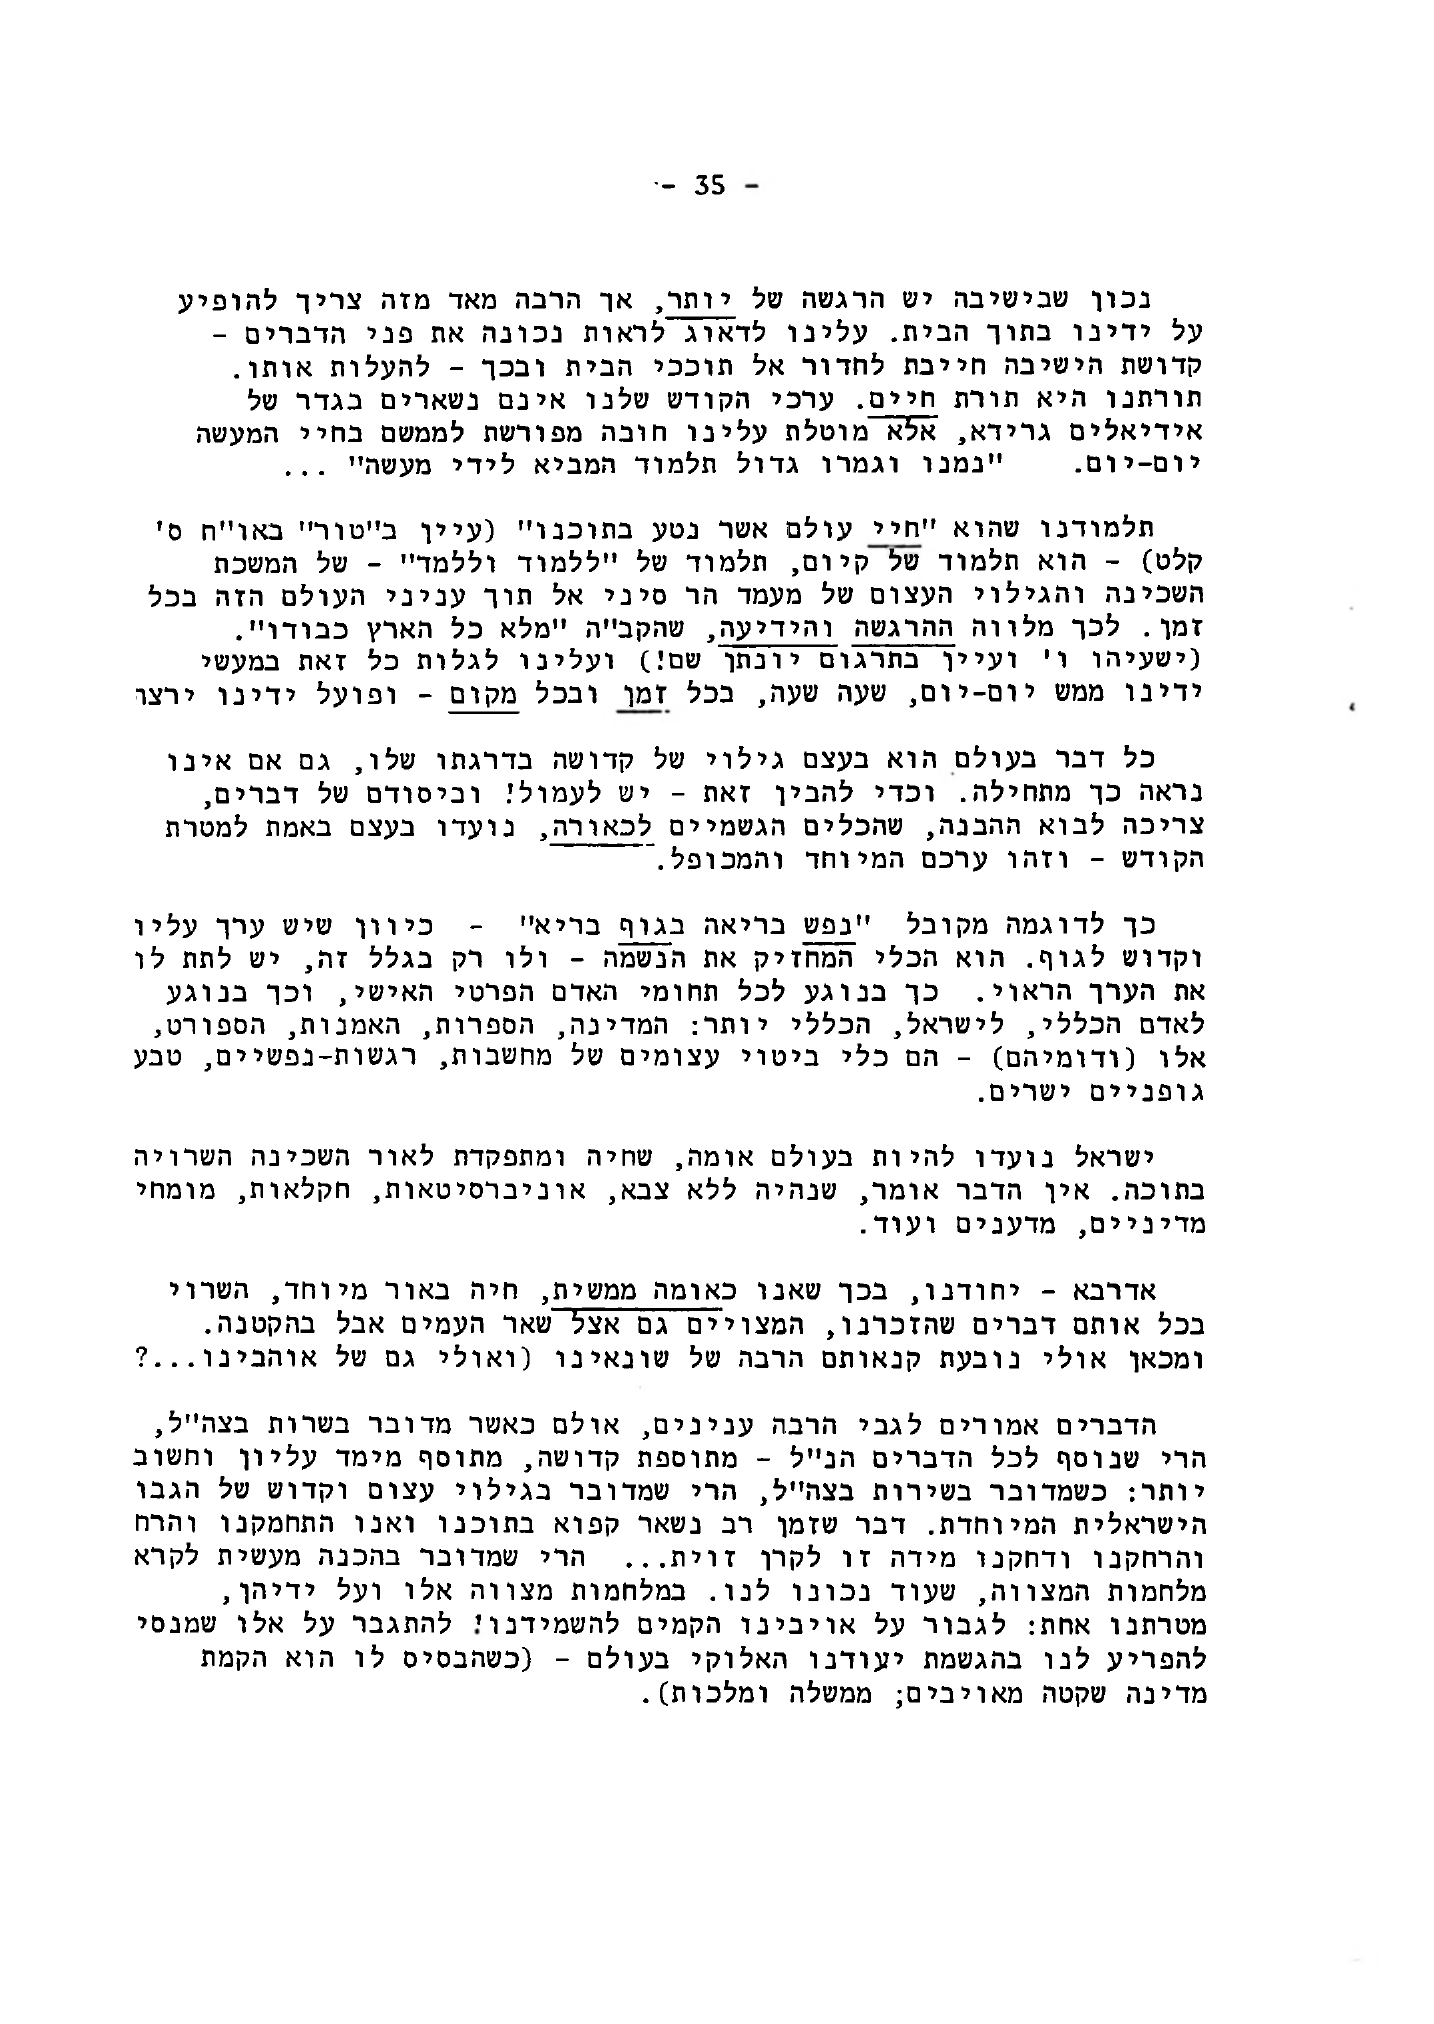 - 35 -
נכון שבישיבה יש הרגשה של יותר, אך הרבה מאד מזה צריך להופיע
על ידינו בתוך הבית. עלינו לדאוג לראות נכונה את פני הדברים -
קדושת הישיבה חייבת לחדור אל תוככי הבית ובכך - להעלות אותו.
תורתנו היא תורת חיים. ערכי הקודש שלנו אינם נשארים בגדר של
אידיאלים גרידא, אלא מוטלת עלינו חובה מפורשת לממשם בחיי המעשה
יום-יום. "נמנו וגמרו גדול תלמוד המביא לידי מעשה" ...
תלמודנו שהוא "חיי עולם אשר נטע בתוכנו" (עיין ב"טור" באו"ח ס'
קלט) - הוא תלמוד של קיום, תלמוד של "ללמוד וללמד" - של המשכת
השכינה והגילוי העצום של מעמד הר סיני אל תוך עניני העולם הזה בכל
זמן. לכך מלווה ההרגשה והידיעה, שהקב"ה "מלא כל הארץ כבודו".
(ישעיהו ו' ועיין בתרגום יונתן שם!) ועלינו לגלות כל זאת במעשי
ידינו ממש יום-יום, שעה שעה, בכל זמן ובכל מקום - ופועל ידינו ירצו
כל דבר בעולם הוא בעצם גילוי של קדושה בדרגתו שלו, גם אם אינו
נראה כך מתחילה. וכדי להבין זאת - יש לעמול! וביסודם של דברים,
צריכה לבוא ההבנה, שהכלים הגשמיים לכאורה, נועדו בעצם באמת למטרת
הקודש - וזהו ערכם המיוחד והמכופל.
כך לדוגמה מקובל "נפש בריאה בגוף בריא" - כיוון שיש ערך עליו
וקדוש לגוף. הוא הכלי המחזיק את הנשמה - ולו רק בגלל זה, יש לתת לו
את הערך הראוי. כך בנוגע לכל תחומי האדם הפרטי האישי, וכך בנוגע
לאדם הכללי, לישראל, הכללי יותר: המדינה, הספרות, האמנות, הספורט,
אלו (ודומיהם) - הם כלי ביטוי עצומים של מחשבות, רגשות-נפשיים, טבע
גופניים ישרים.
ישראל נועדו להיות בעולם אומה, שחיה ומתפקדת לאור השכינה השרויה
בתוכה. אין הדבר אומר, שנהיה ללא צבא, אוניברסיטאות, חקלאות, מומחי
מדיניים, מדענים ועוד.
אדרבא - יחודנו, בכך שאנו כאומה ממשית, חיה באור מיוחד, השרוי
בכל אותם דברים שהזכרנו, המצויים גם אצל שאר העמים אבל בהקטנה.
ומכאן אולי נובעת קנאותם הרבה של שונאינו (ואולי גם של אוהבינו...?
הדברים אמורים לגבי הרבה ענינים, אולם כאשר מדובר בשרות בצה"ל,
הרי שנוסף לכל הדברים הנ"ל - מתוספת קדושה, מתוסף מימד עליון וחשוב
יותר: כשמדובר בשירות בצה"ל, הרי שמדובר בגילוי עצום וקדוש של הגבו
הישראלית המיוחדת. דבר שזמן רב נשאר קפוא בתוכנו ואנו התחמקנו והרח
והרחקנו ודחקנו מידה זו לקרן זוית... הרי שמדובר בהכנה מעשית לקרא
מלחמות המצווה, שעוד נכונו לנו. במלחמות מצווה אלו ועל ידיהן,
מטרתנו אחת: לגבור על אויבינו הקמים להשמידנו! להתגבר על אלו שמנסי
להפריע לנו בהגשמת יעודנו האלוקי בעולם - (כשהבסיס לו הוא הקמת
מדינה שקטה מאויבים; ממשלה ומלכות).